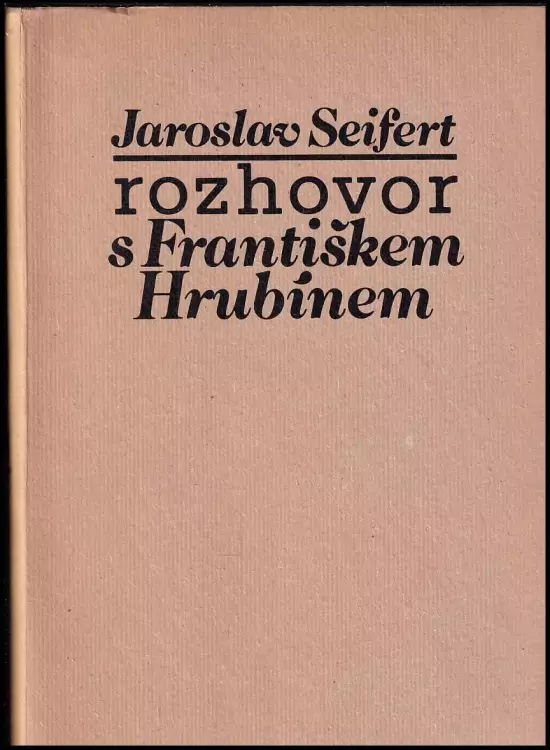 Jaroslav Seifert
rozhovor
s Františkem
Hrubínem